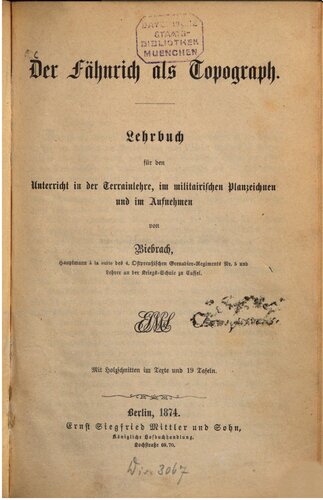 BAYERISCHE
STAATS-
BIBLIOTHEK
MUENCHEN
Der Fähnrich als Topograph.
Lehrbuch
für den
Unterricht in der Terrainlehre, im militairischen Planzeichnen
und im Aufnehmen
von
Wiebrach,
Hauptmann à la suite des 4. Ostpreußischen Grenadier-Regiments Nr. 5 und
Lehrer an der Kriegs-Schule zu Cassel.
Mit Holzschnitten im Texte und 19 Tafeln.
Berlin, 1874.
Ernst Siegfried Mittler und Sohn,
Königliche Hofbuchhandlung.
Kochstraße 69.70.